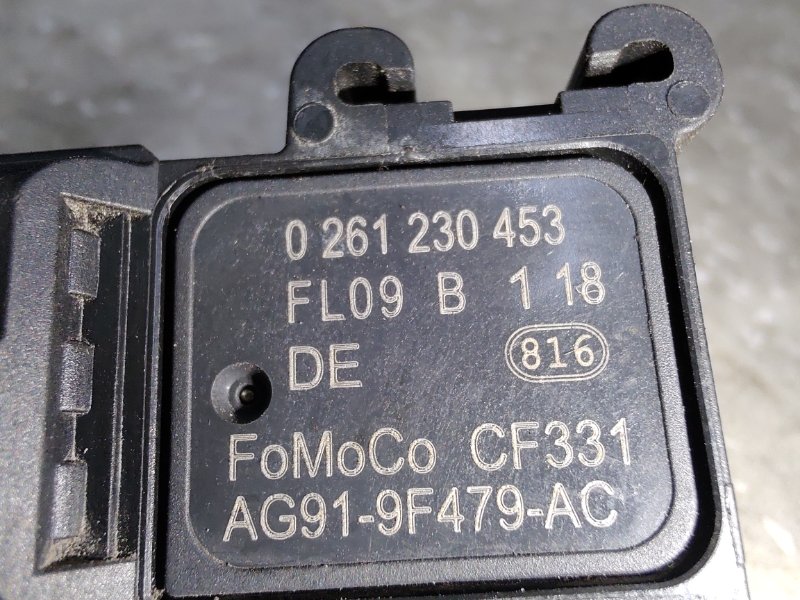 0 261 230 453
FL09 B 1 18
DE 816
FoMoCo CF331
AG91-9F479-AC